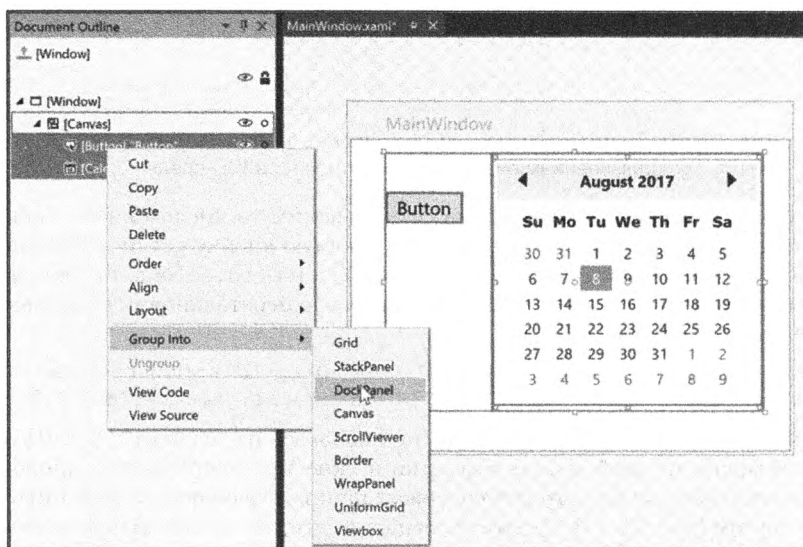 Document Outline
MainWindow.xaml*
[Window]
[Window]
[Canvas]
[Button] "Button"
Cut
Copy
Paste
Delete
Order
Align
Layout
Group Into
Ungroup
View Code
View Source
Grid
StackPanel
DockPanel
Canvas
ScrollViewer
Border
WrapPanel
UniformGrid
Viewbox
MainWindow
Button
August 2017
Su Mo Tu We Th Fr Sa
30 31 1 2 3 4 5
6 7 8 9 10 11 12
13 14 15 16 17 18 19
20 21 22 23 24 25 26
27 28 29 30 31 1 2
3 4 5 6 7 8 9